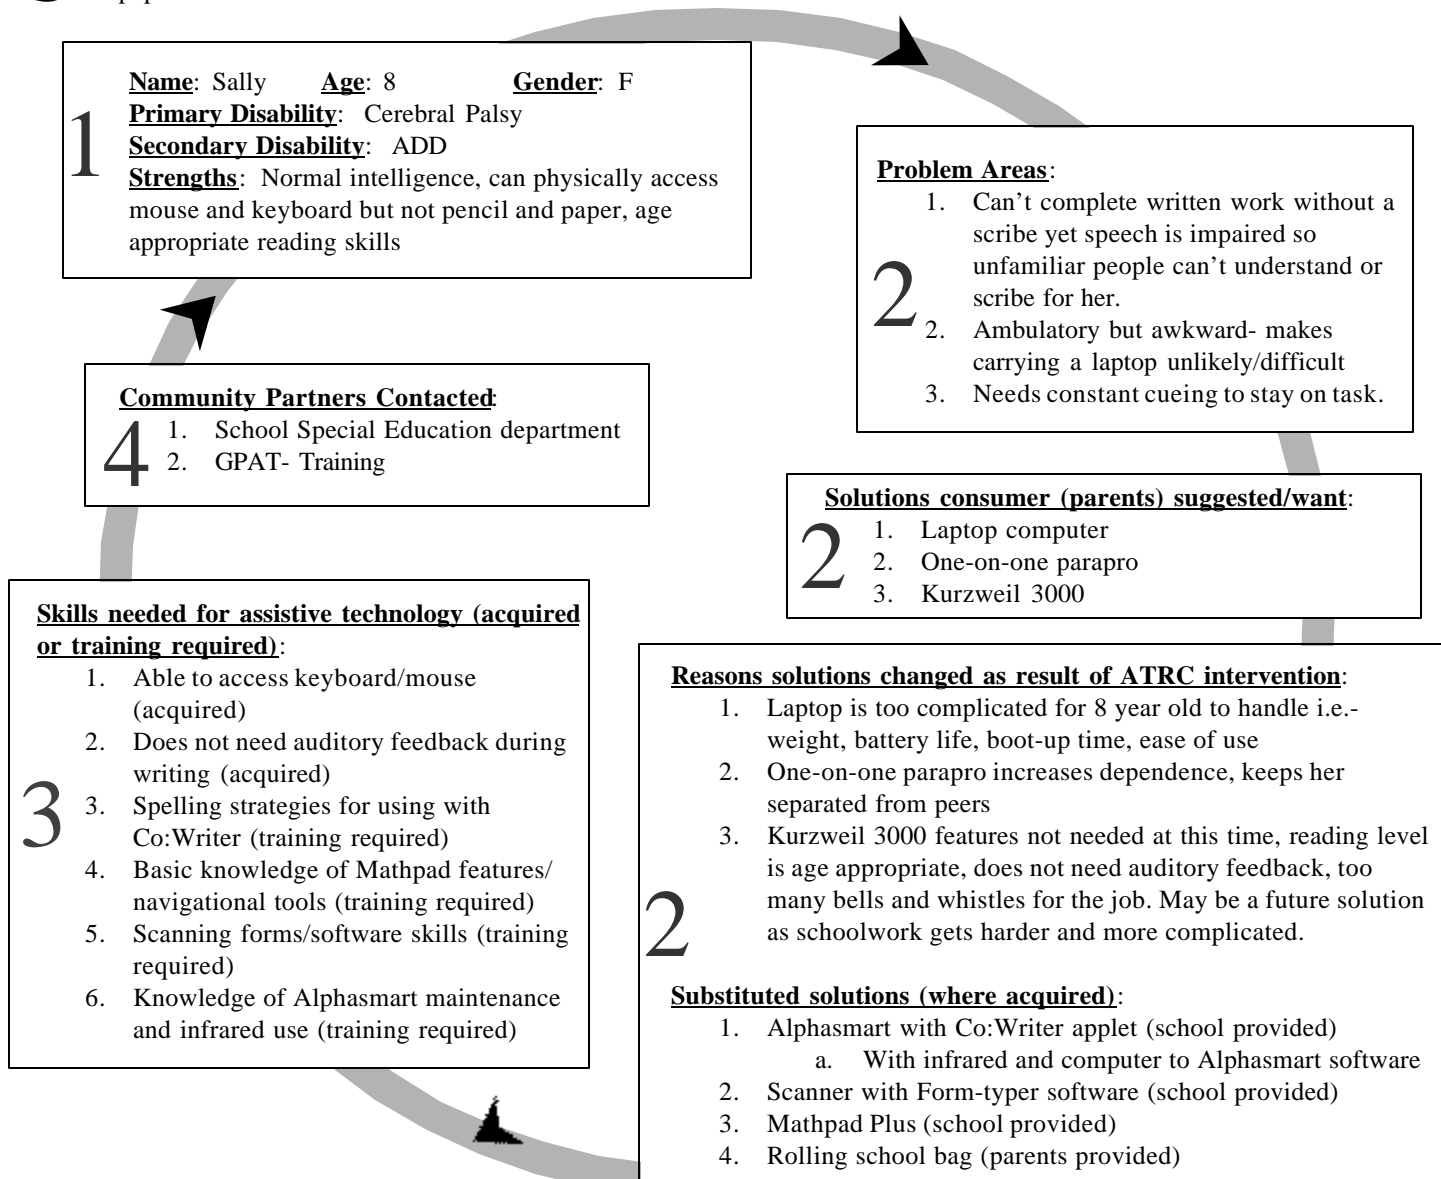 1
Name: Sally Age: 8 Gender: F
Primary Disability: Cerebral Palsy
Secondary Disability: ADD
Strengths: Normal intelligence, can physically access
mouse and keyboard but not pencil and paper, age
appropriate reading skills
2
Problem Areas:
1. Can't complete written work without a
scribe yet speech is impaired so
unfamiliar people can't understand or
scribe for her.
2. Ambulatory but awkward- makes
carrying a laptop unlikely/difficult
3. Needs constant cueing to stay on task.
2
Solutions consumer (parents) suggested/want:
1. Laptop computer
2. One-on-one parapro
3. Kurzweil 3000
2
Reasons solutions changed as result of ATRC intervention:
1. Laptop is too complicated for 8 year old to handle i.e.-
weight, battery life, boot-up time, ease of use
2. One-on-one parapro increases dependence, keeps her
separated from peers
3. Kurzweil 3000 features not needed at this time, reading level
is age appropriate, does not need auditory feedback, too
many bells and whistles for the job. May be a future solution
as schoolwork gets harder and more complicated.
Substituted solutions (where acquired):
1. Alphasmart with Co:Writer applet (school provided)
a. With infrared and computer to Alphasmart software
2. Scanner with Form-typer software (school provided)
3. Mathpad Plus (school provided)
4. Rolling school bag (parents provided)
3
Skills needed for assistive technology (acquired
or training required):
1. Able to access keyboard/mouse
(acquired)
2. Does not need auditory feedback during
writing (acquired)
3. Spelling strategies for using with
Co:Writer (training required)
4. Basic knowledge of Mathpad features/
navigational tools (training required)
5. Scanning forms/software skills (training
required)
6. Knowledge of Alphasmart maintenance
and infrared use (training required)
4
Community Partners Contacted:
1. School Special Education department
2. GPAT- Training